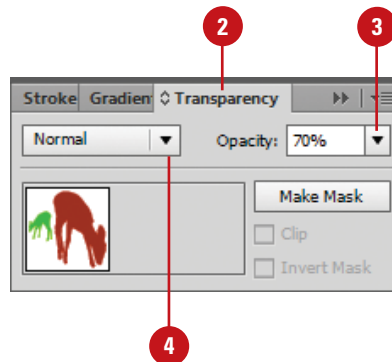 2
3
Stroke Gradien Transparency
Normal Opacity: 70%
Make Mask
Clip
Invert Mask
4